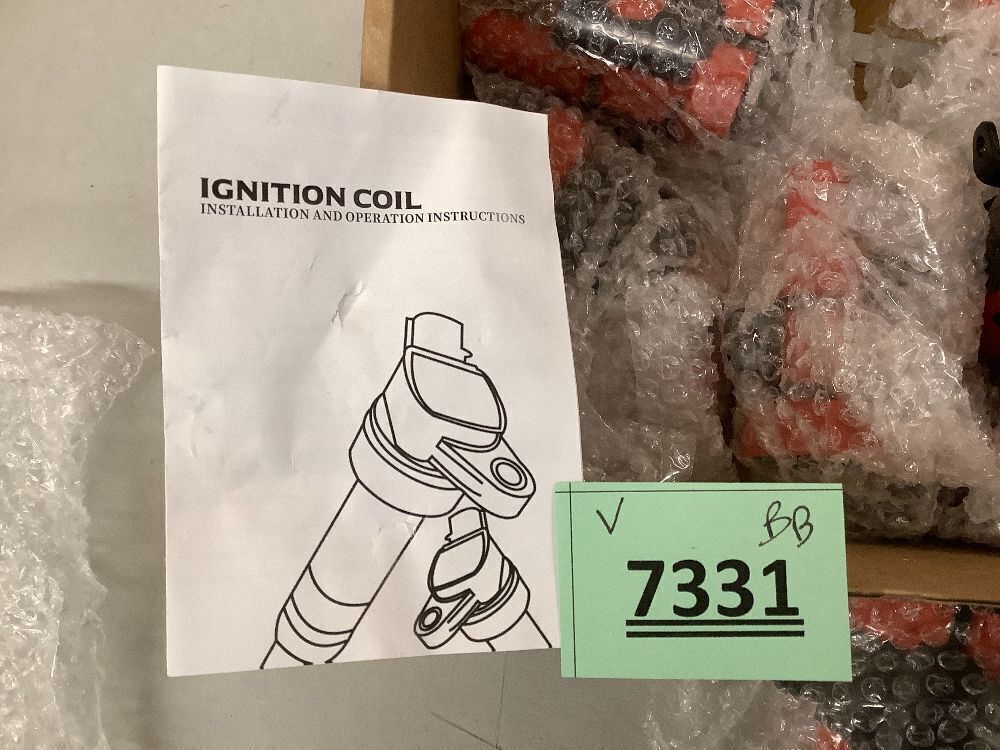 IGNITION COIL
INSTALLATION AND OPERATION INSTRUCTIONS
V BB
7331